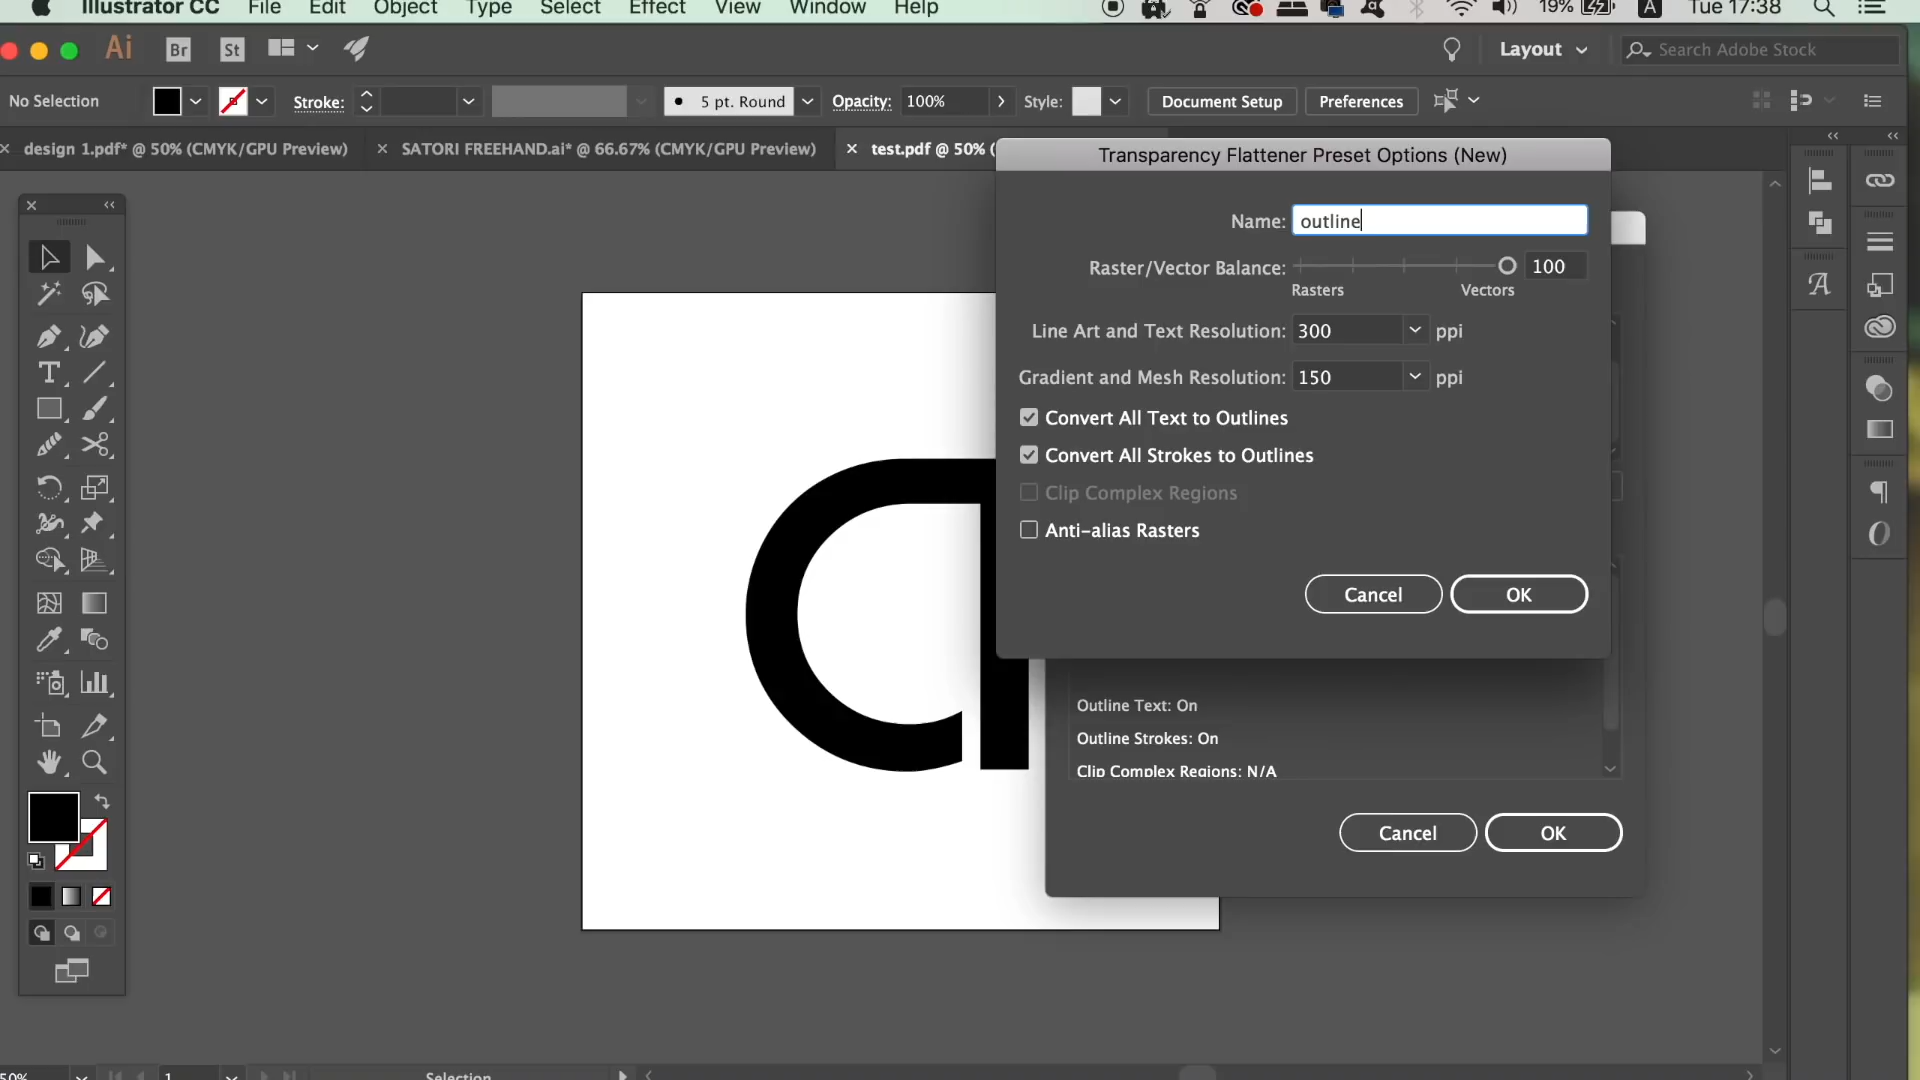 Illustrator CC File Edit Object Type Select Effect View Window Help 19% A Tue 17:38
Ai Br St Layout Search Adobe Stock
No Selection Stroke: 5 pt. Round Opacity: 100% Style: Document Setup Preferences
design 1.pdf* @ 50% (CMYK/GPU Preview) SATORI FREEHAND.ai* @ 66.67% (CMYK/GPU Preview) test.pdf @ 50% (
Transparency Flattener Preset Options (New)
Name: outline
Raster/Vector Balance: 100
Rasters Vectors
Line Art and Text Resolution: 300 ppi
Gradient and Mesh Resolution: 150 ppi
Convert All Text to Outlines
Convert All Strokes to Outlines
Clip Complex Regions
Anti-alias Rasters
Cancel OK
Outline Text: On
Outline Strokes: On
Clip Complex Regions: N/A
Cancel OK
50% 1 Selection